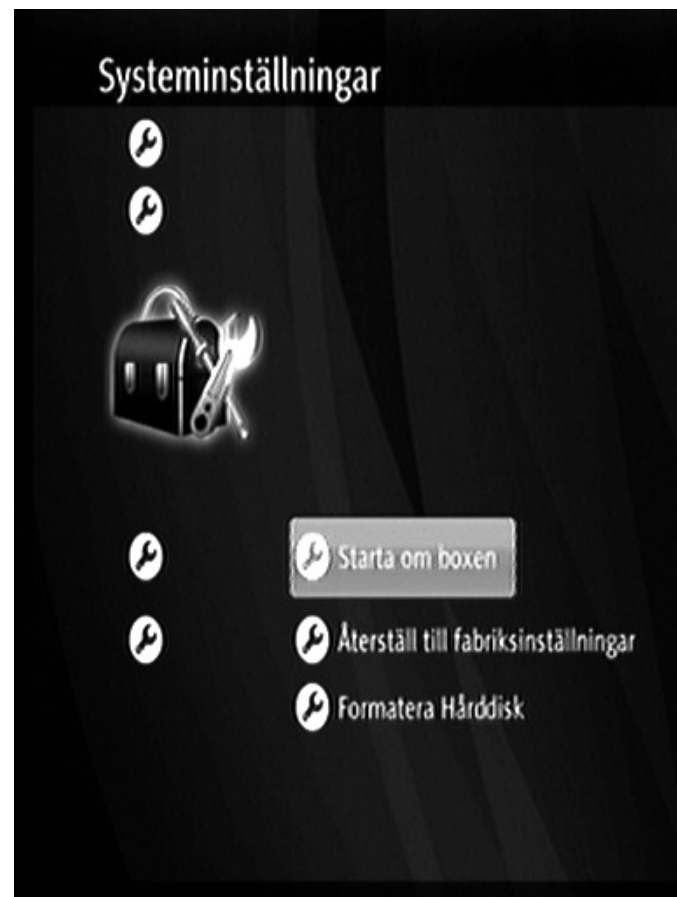 Systeminställningar
Starta om boxen
Återställ till fabriksinställningar
Formatera Hårddisk